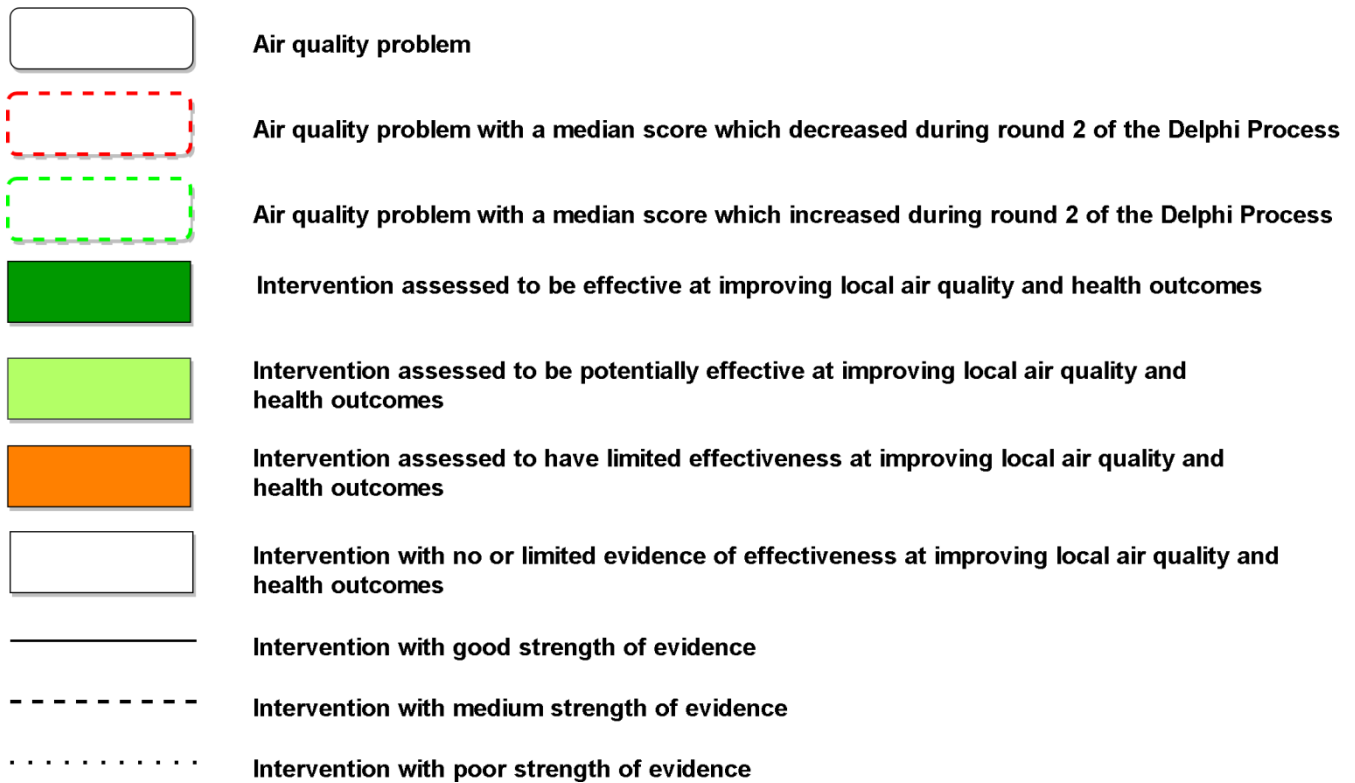 Air quality problem
Air quality problem with a median score which decreased during round 2 of the Delphi Process
Air quality problem with a median score which increased during round 2 of the Delphi Process
Intervention assessed to be effective at improving local air quality and health outcomes
Intervention assessed to be potentially effective at improving local air quality and
health outcomes
Intervention assessed to have limited effectiveness at improving local air quality and
health outcomes
Intervention with no or limited evidence of effectiveness at improving local air quality and
health outcomes
Intervention with good strength of evidence
Intervention with medium strength of evidence
Intervention with poor strength of evidence